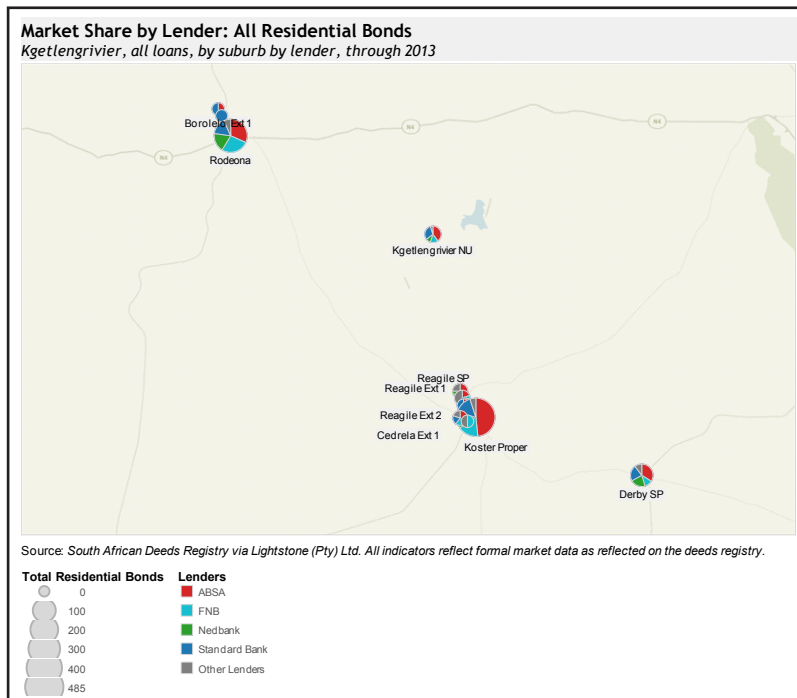 Market Share by Lender: All Residential Bonds
Kgetlengrivier, all loans, by suburb by lender, through 2013
Borolelo Ext 1
Rodeona
N4
N4
N4
Kgetlengrivier NU
Reagile SP
Reagile Ext 1
Reagile Ext 2
Cedrela Ext 1
Koster Proper
Derby SP
Source: South African Deeds Registry via Lightstone (Pty) Ltd. All indicators reflect formal market data as reflected on the deeds registry.
Total Residential Bonds
0
100
200
300
400
485
Lenders
ABSA
FNB
Nedbank
Standard Bank
Other Lenders